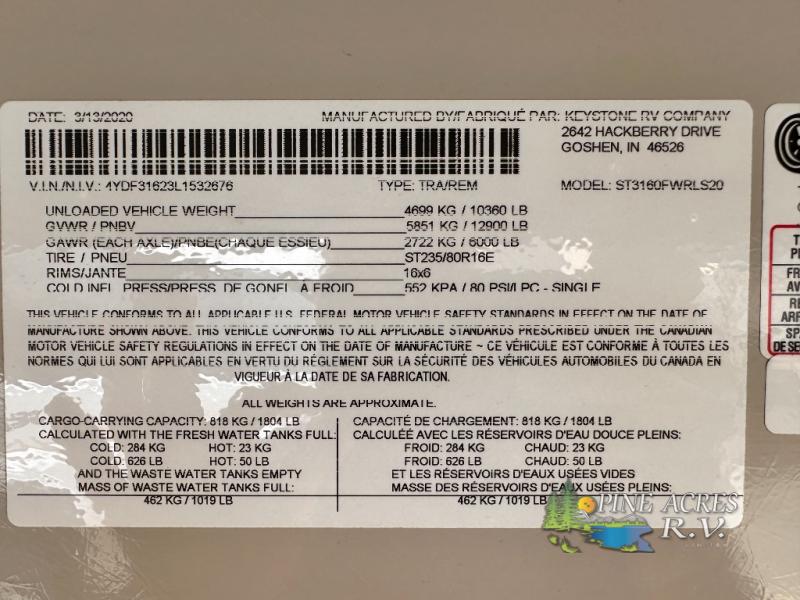 DATE: 3/13/2020 MANUFACTURED BY/FABRIQUÉ PAR: KEYSTONE RV COMPANY
2642 HACKBERRY DRIVE
GOSHEN, IN 46526
V.I.N./N.I.V.: 4YDF31623L1532676 TYPE: TRA/REM MODEL: ST3160FWRLS20
UNLOADED VEHICLE WEIGHT 4699 KG / 10360 LB
GVWR / PNBV 5851 KG / 12900 LB
GAWR (EACH AXLE)/PNBE(CHAQUE ESSIEU) 2722 KG / 6000 LB
TIRE / PNEU ST235/80R16E
RIMS/JANTE 16x6
COLD INFL. PRESS/PRESS. DE GONFL A FROID 552 KPA / 80 PSI/LPC - SINGLE
THIS VEHICLE CONFORMS TO ALL APPLICABLE U.S. FEDERAL MOTOR VEHICLE SAFETY STANDARDS IN EFFECT ON THE DATE OF
MANUFACTURE SHOWN ABOVE. THIS VEHICLE CONFORMS TO ALL APPLICABLE STANDARDS PRESCRIBED UNDER THE CANADIAN
MOTOR VEHICLE SAFETY REGULATIONS IN EFFECT ON THE DATE OF MANUFACTURE ~ CE VÉHICULE EST CONFORME À TOUTES LES
NORMES QUI LUI SONT APPLICABLES EN VERTU DU RÉGLEMENT SUR LA SÉCURITÉ DES VÉHICULES AUTOMOBILES DU CANADA EN
VIGUEUR À LA DATE DE SA FABRICATION.
ALL WEIGHTS ARE APPROXIMATE.
CARGO-CARRYING CAPACITY: 818 KG / 1804 LB
CALCULATED WITH THE FRESH WATER TANKS FULL:
COLD: 284 KG HOT: 23 KG
COLD: 626 LB HOT: 50 LB
AND THE WASTE WATER TANKS EMPTY
MASS OF WASTE WATER TANKS FULL:
462 KG / 1019 LB
CAPACITÉ DE CHARGEMENT: 818 KG / 1804 LB
CALCULÉE AVEC LES RÉSERVOIRS D'EAU DOUCE PLEINS:
FROID: 284 KG CHAUD: 23 KG
FROID: 626 LB CHAUD: 50 LB
ET LES RÉSERVOIRS D'EAUX USÉES VIDES
MASSE DES RÉSERVOIRS D'EAUX USÉES PLEINS:
462 KG / 1019 LB
PINE ACRES
R.V.